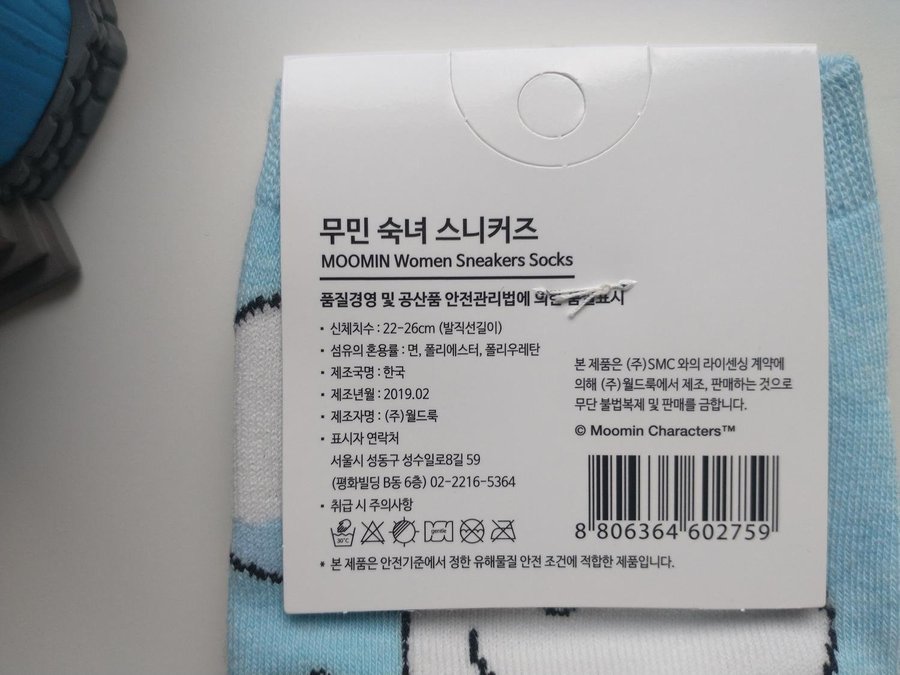 무민 숙녀 스니커즈
MOOMIN Women Sneakers Socks
품질경영 및 공산품 안전관리법에 의한 품질표시
• 신체치수 : 22-26cm (발직선길이)
• 섬유의 혼용률 : 면, 폴리에스터, 폴리우레탄
• 제조국명 : 한국
• 제조년월 : 2019.02
• 제조자명 : (주)월드룩
• 표시자 연락처
서울시 성동구 성수일로8길 59
(평화빌딩 B동 6층) 02-2216-5364
• 취급 시 주의사항
30°C
gentle
* 본 제품은 안전기준에서 정한 유해물질 안전 조건에 적합한 제품입니다.
본 제품은 (주)SMC 와의 라이센싱 계약에
의해 (주)월드룩에서 제조, 판매하는 것으로
무단 불법복제 및 판매를 금합니다.
© Moomin Characters™
8 806364 602759